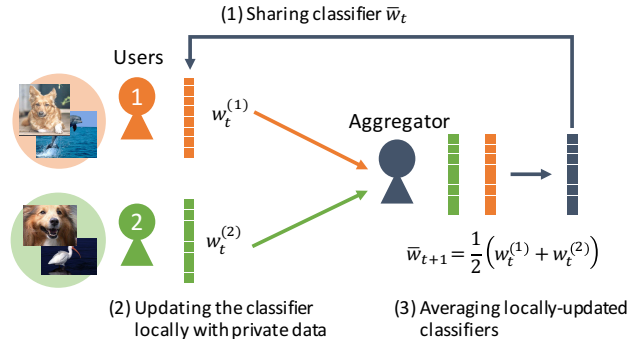 (1) Sharing classifier w̅_t
Users
1
w_t^(1)
Aggregator
2
w_t^(2)
w̅_{t+1} = 1/2 (w_t^(1) + w_t^(2))
(2) Updating the classifier
locally with private data
(3) Averaging locally-updated
classifiers